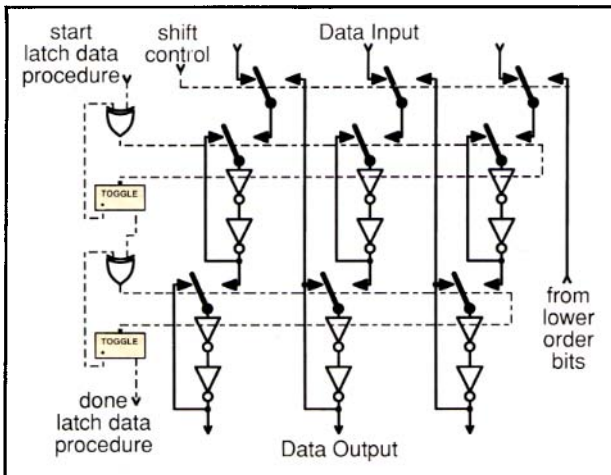 start
latch data
procedure
shift
control
Data Input
TOGGLE
TOGGLE
from
lower
order
bits
done
latch data
procedure
Data Output